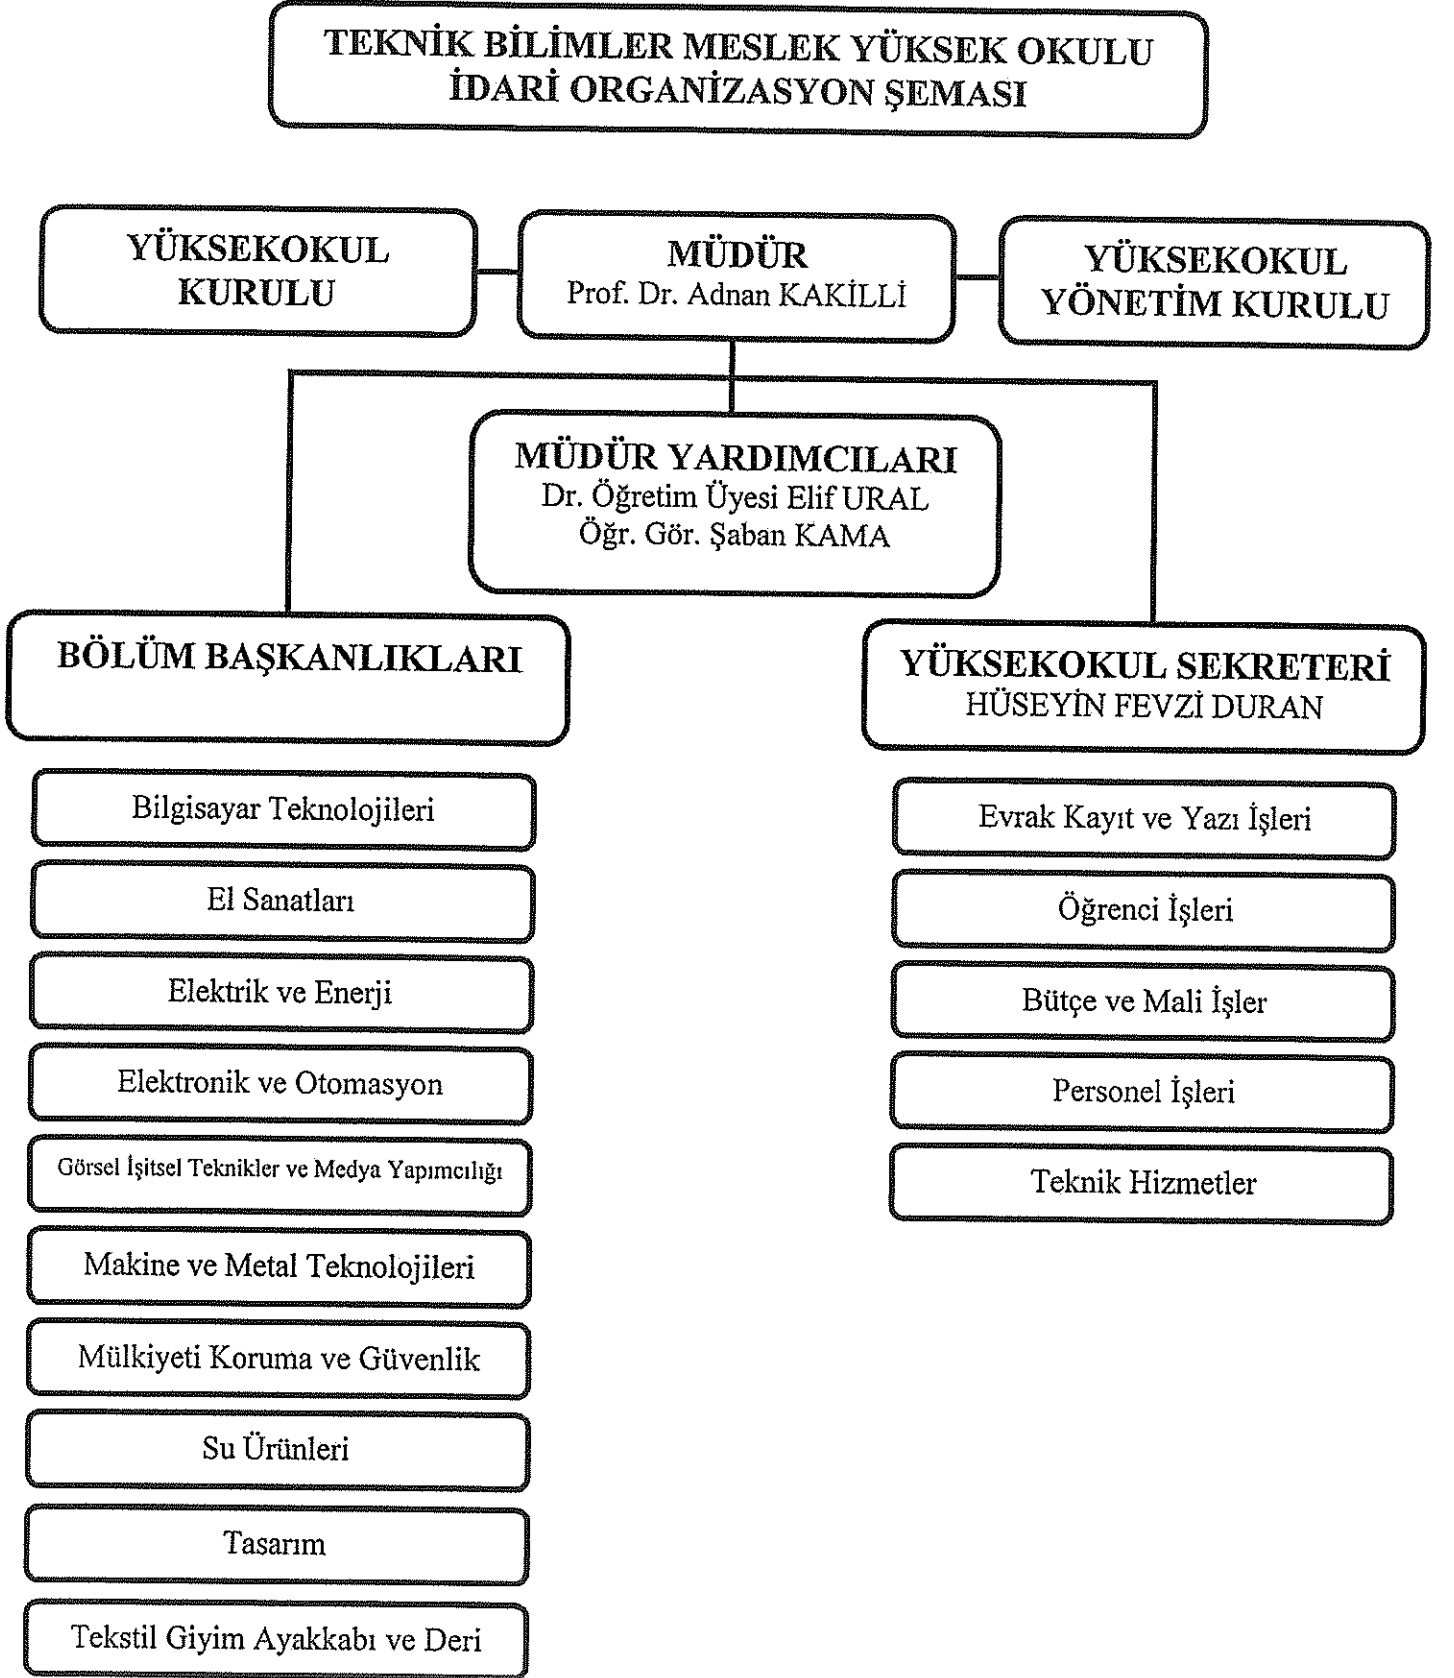 TEKNİK BİLİMLER MESLEK YÜKSEK OKULU
İDARİ ORGANİZASYON ŞEMASI
YÜKSEKOKUL
KURULU
MÜDÜR
Prof. Dr. Adnan KAKİLLİ
YÜKSEKOKUL
YÖNETİM KURULU
MÜDÜR YARDIMCILARI
Dr. Öğretim Üyesi Elif URAL
Öğr. Gör. Şaban KAMA
BÖLÜM BAŞKANLIKLARI
Bilgisayar Teknolojileri
El Sanatları
Elektrik ve Enerji
Elektronik ve Otomasyon
Görsel İşitsel Teknikler ve Medya Yapımcılığı
Makine ve Metal Teknolojileri
Mülkiyeti Koruma ve Güvenlik
Su Ürünleri
Tasarım
Tekstil Giyim Ayakkabı ve Deri
YÜKSEKOKUL SEKRETERİ
HÜSEYİN FEVZİ DURAN
Evrak Kayıt ve Yazı İşleri
Öğrenci İşleri
Bütçe ve Mali İşler
Personel İşleri
Teknik Hizmetler